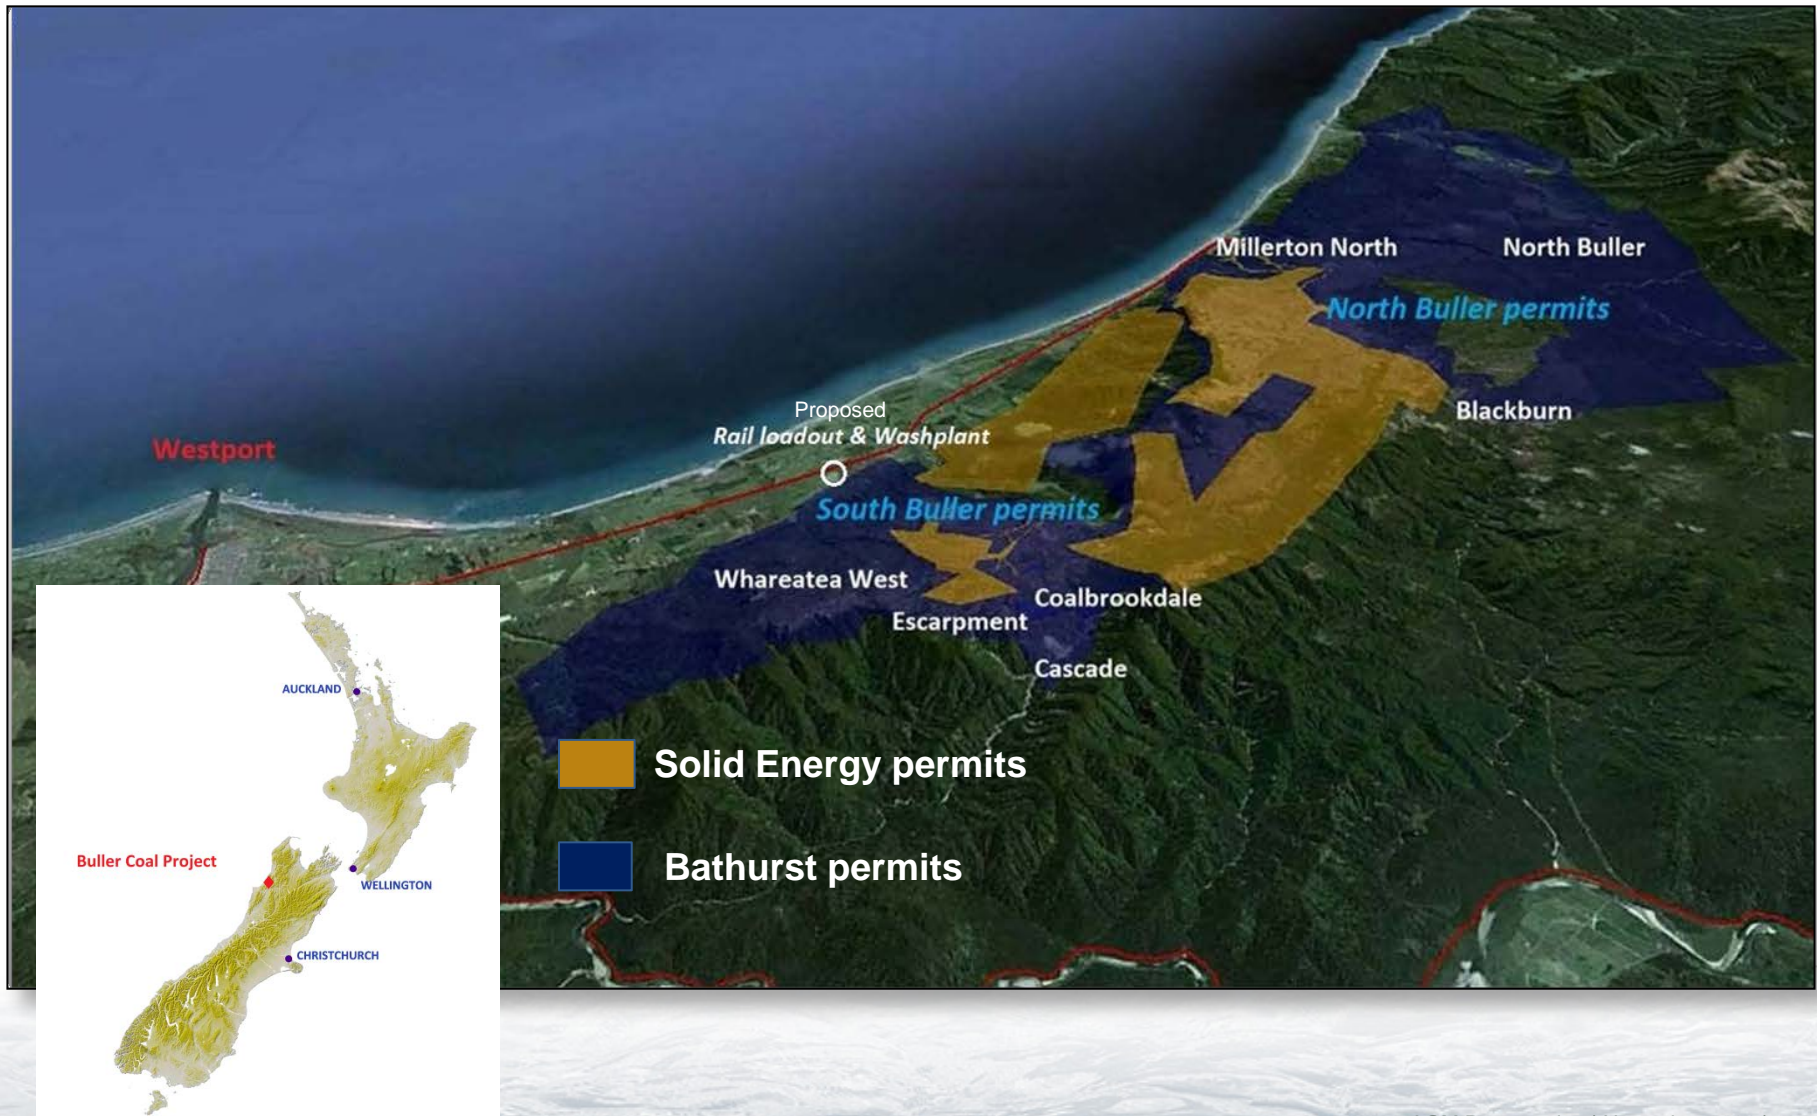 Millerton North
North Buller
North Buller permits
Blackburn
Proposed
Rail loadout & Washplant
Westport
South Buller permits
Whareatea West
Coalbrookdale
Escarpment
Cascade
Solid Energy permits
Bathurst permits
AUCKLAND
Buller Coal Project
WELLINGTON
CHRISTCHURCH